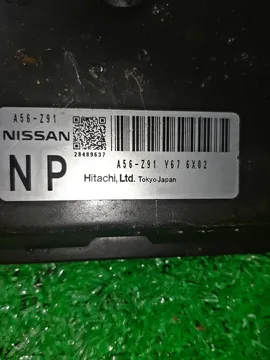 A56-Z91
NISSAN
28489637
NP
A56-Z91 Y67 6X02
Hitachi, Ltd. Tokyo Japan